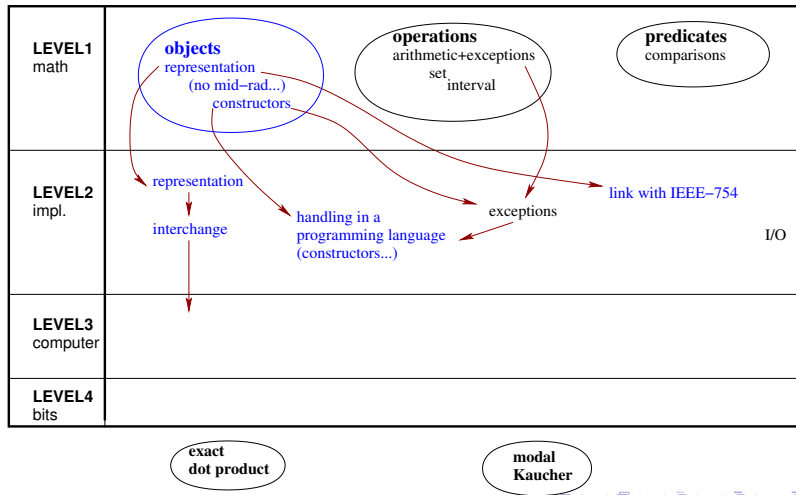 LEVEL1
math
objects
representation
(no mid−rad...)
constructors
operations
arithmetic+exceptions
set
interval
predicates
comparisons
LEVEL2
impl.
representation
interchange
handling in a
programming language
(constructors...)
exceptions
link with IEEE−754
I/O
LEVEL3
computer
LEVEL4
bits
exact
dot product
modal
Kaucher